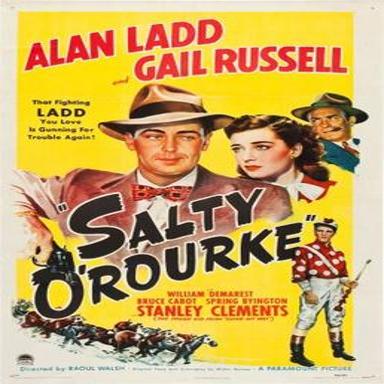 ALAN LADD
and GAIL RUSSELL
That Fighting
LADD
You Love
Is Gunning For
Trouble Again!
"SALTY
O'ROURKE"
WILLIAM DEMAREST
BRUCE CABOT SPRING BYINGTON
STANLEY CLEMENTS
Directed by RAOUL WALSH
A PARAMOUNT PICTURE